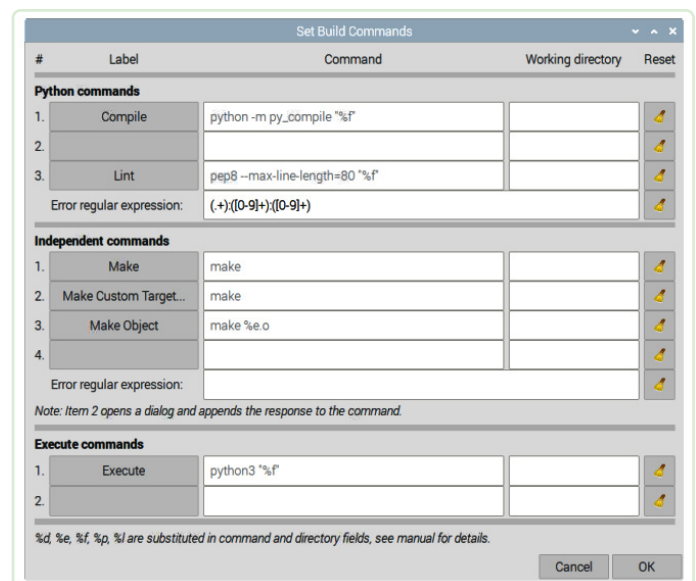 Set Build Commands
# Label Command Working directory Reset
Python commands
1. Compile python -m py_compile "%f"
2.
3. Lint pep8 --max-line-length=80 "%f"
Error regular expression: (.+):([0-9]+):([0-9]+)
Independent commands
1. Make make
2. Make Custom Target... make
3. Make Object make %e.o
4.
Error regular expression:
Note: Item 2 opens a dialog and appends the response to the command.
Execute commands
1. Execute python3 "%f"
2.
%d, %e, %f, %p, %l are substituted in command and directory fields, see manual for details.
Cancel OK